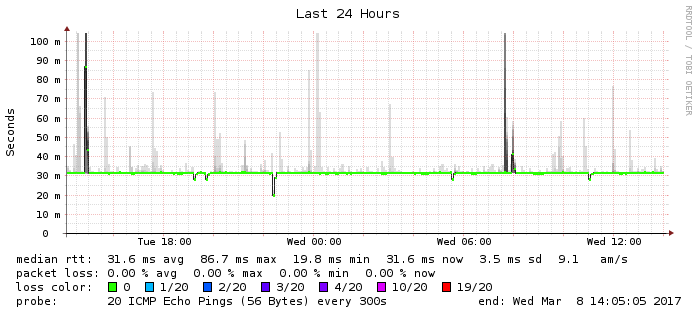 Last 24 Hours
RRDTOOL / TOBI OETIKER
Seconds
100 m
90 m
80 m
70 m
60 m
50 m
40 m
30 m
20 m
10 m
0
Tue 18:00 Wed 00:00 Wed 06:00 Wed 12:00
median rtt: 31.6 ms avg 86.7 ms max 19.8 ms min 31.6 ms now 3.5 ms sd 9.1 am/s
packet loss: 0.00 % avg 0.00 % max 0.00 % min 0.00 % now
loss color: 0 1/20 2/20 3/20 4/20 10/20 19/20
probe: 20 ICMP Echo Pings (56 Bytes) every 300s end: Wed Mar 8 14:05:05 2017